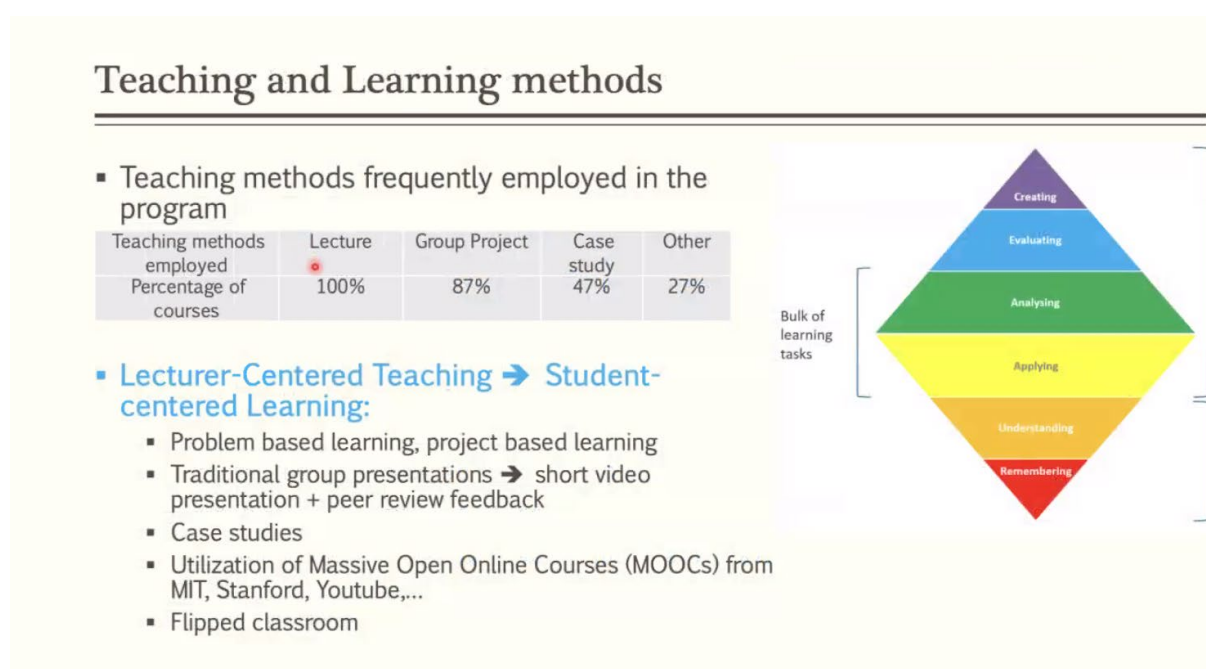 Teaching and Learning methods
▪ Teaching methods frequently employed in the
program
Teaching methods employed Lecture Group Project Case study Other
Percentage of courses 100% 87% 47% 27%
▪ Lecturer-Centered Teaching ➔ Student-
centered Learning:
▪ Problem based learning, project based learning
▪ Traditional group presentations ➔ short video
presentation + peer review feedback
▪ Case studies
▪ Utilization of Massive Open Online Courses (MOOCs) from
MIT, Stanford, Youtube,...
▪ Flipped classroom
Bulk of
learning
tasks
Creating
Evaluating
Analysing
Applying
Understanding
Remembering